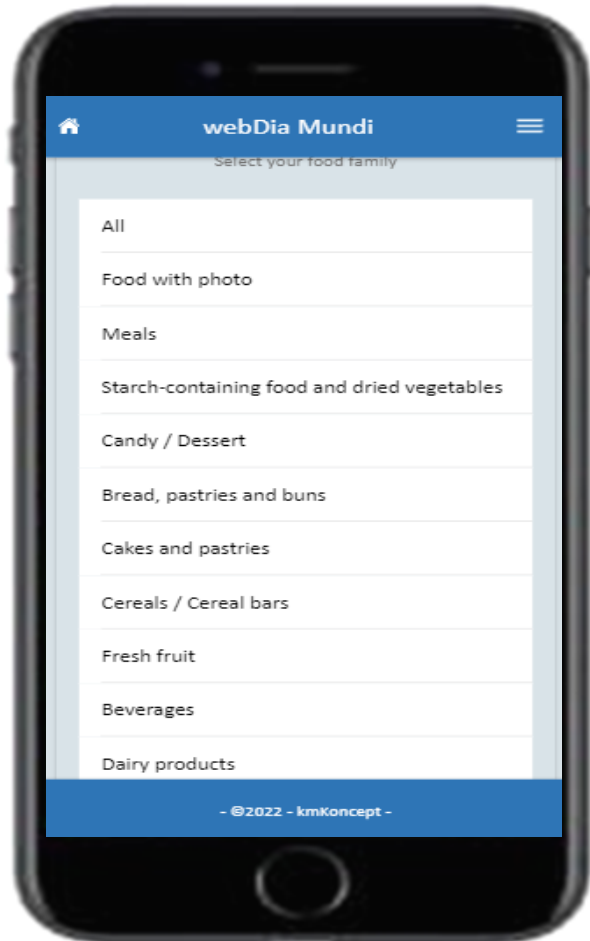 webDia Mundi
Select your food family
All
Food with photo
Meals
Starch-containing food and dried vegetables
Candy / Dessert
Bread, pastries and buns
Cakes and pastries
Cereals / Cereal bars
Fresh fruit
Beverages
Dairy products
- ©2022 - kmKoncept -